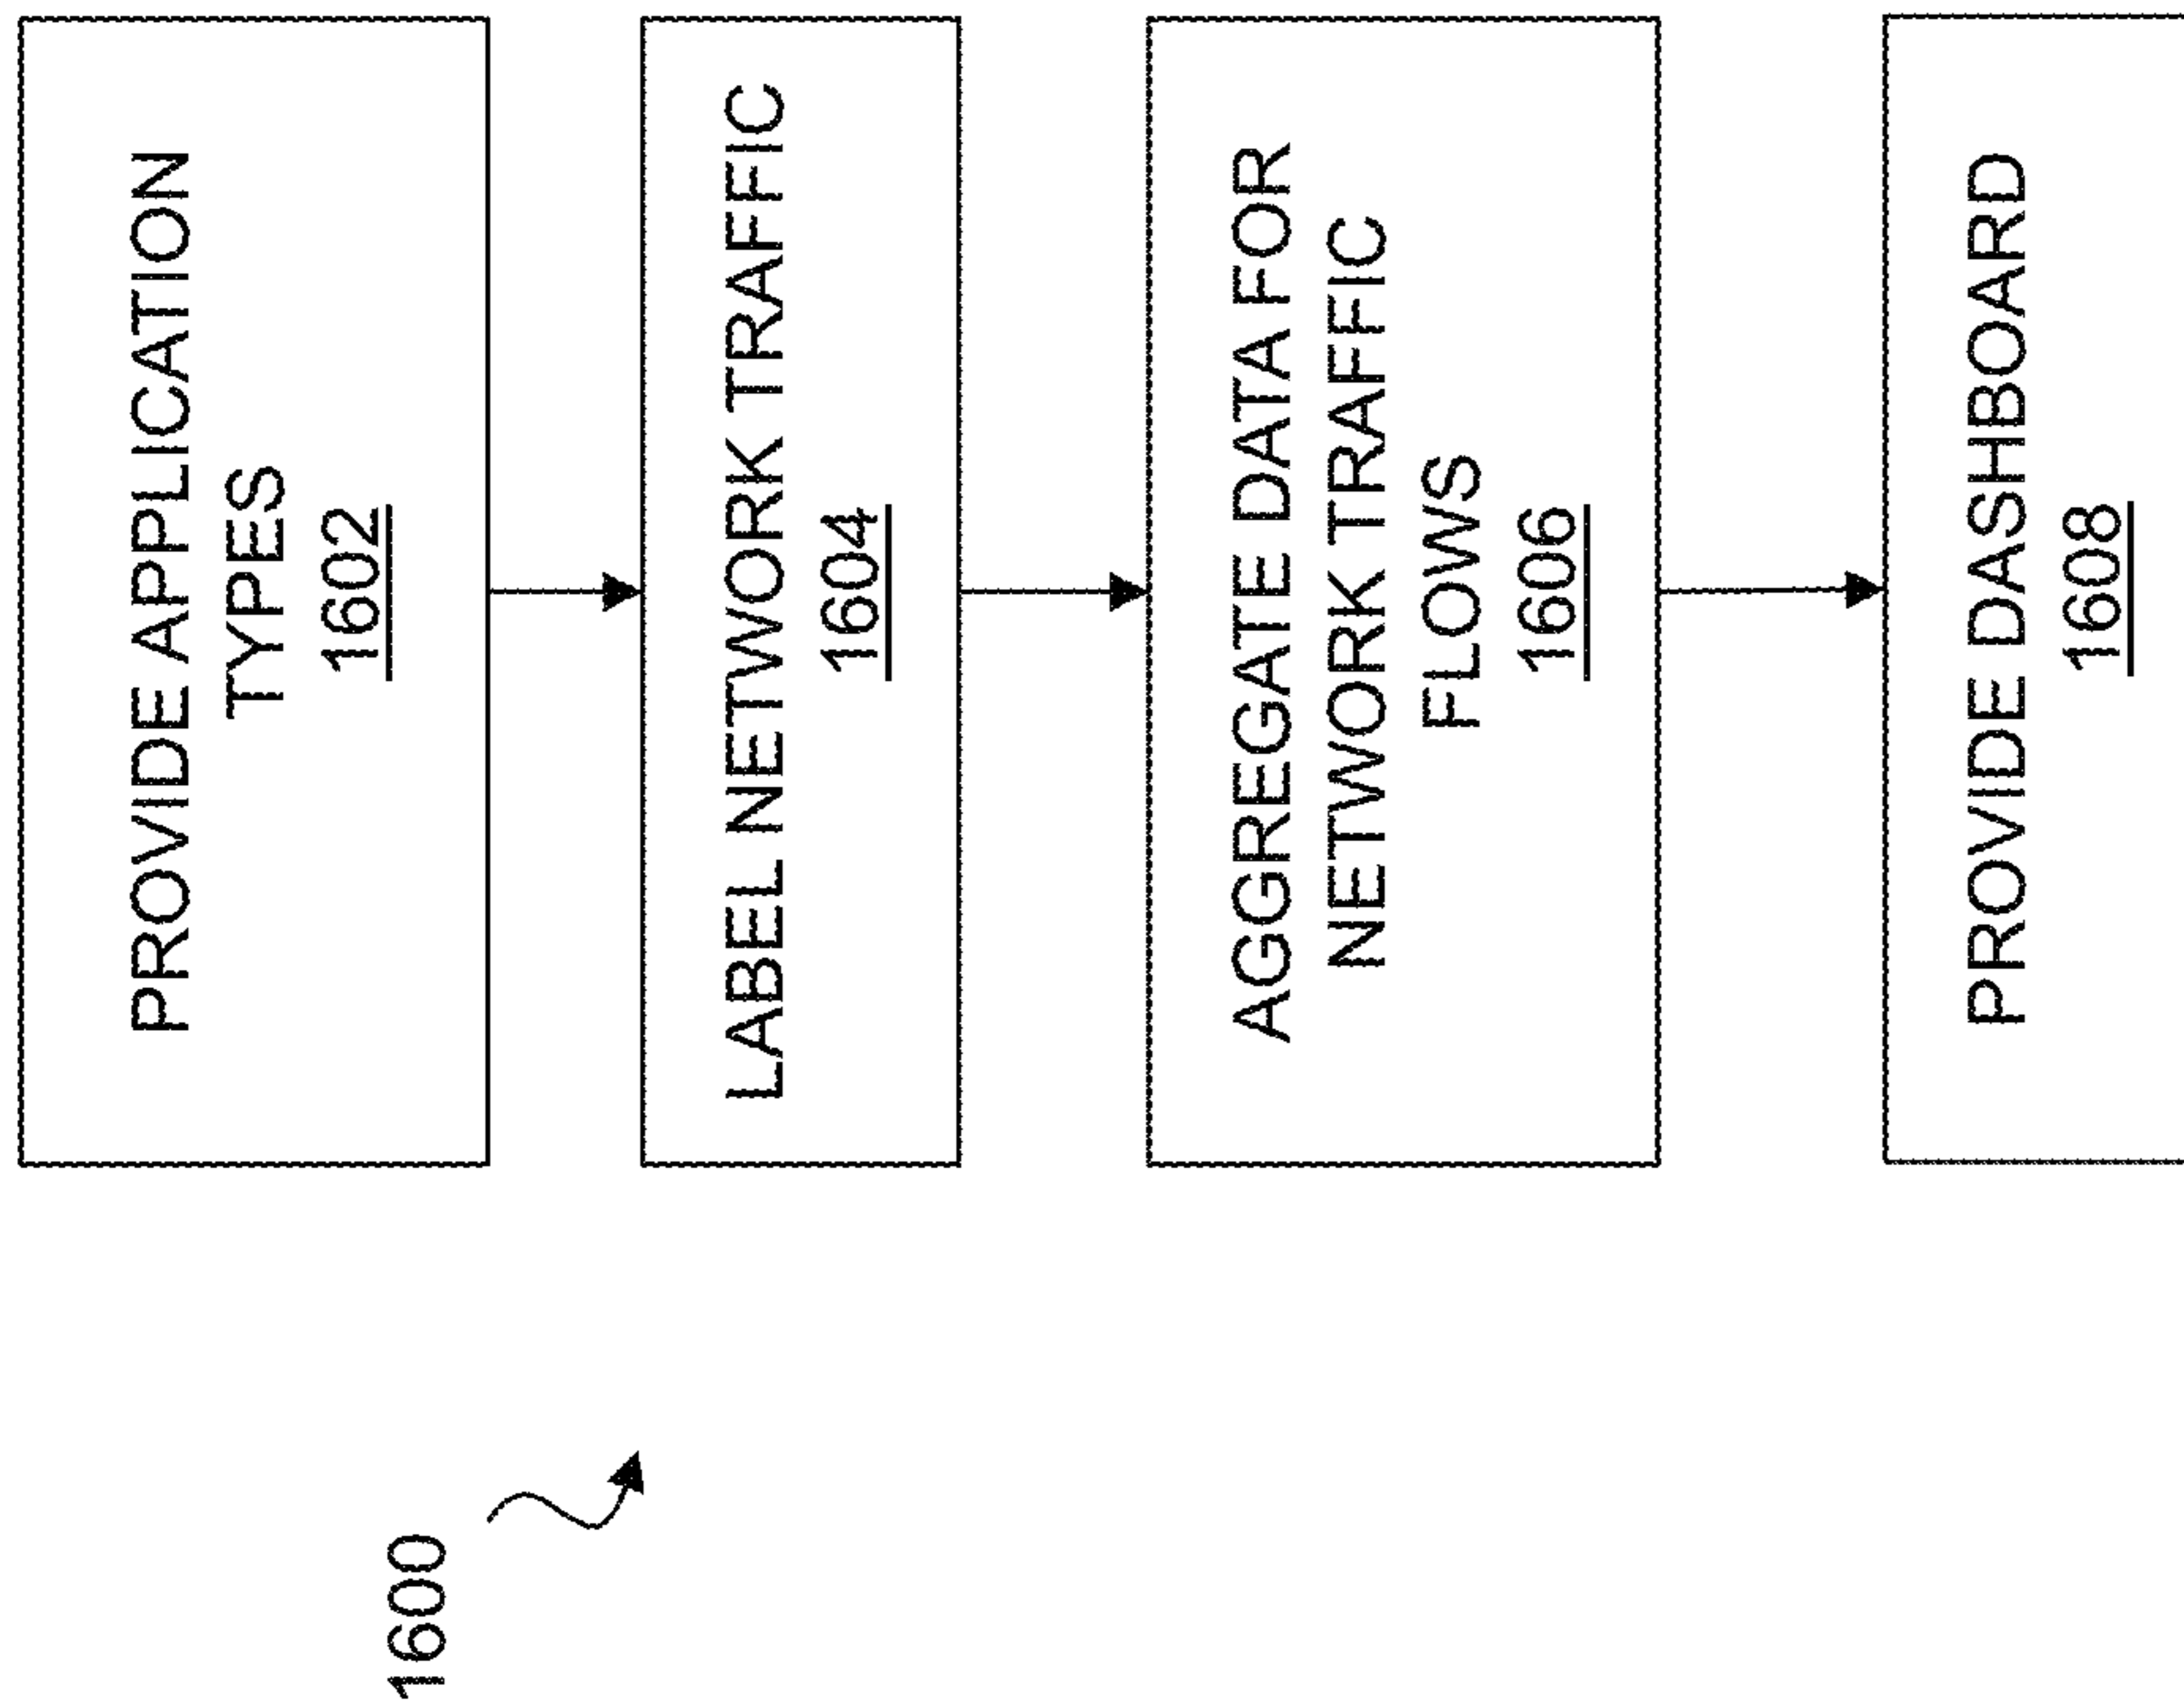 1600
PROVIDE APPLICATION
TYPES
1602
LABEL NETWORK TRAFFIC
1604
AGGREGATE DATA FOR
NETWORK TRAFFIC
FLOWS
1606
PROVIDE DASHBOARD
1608